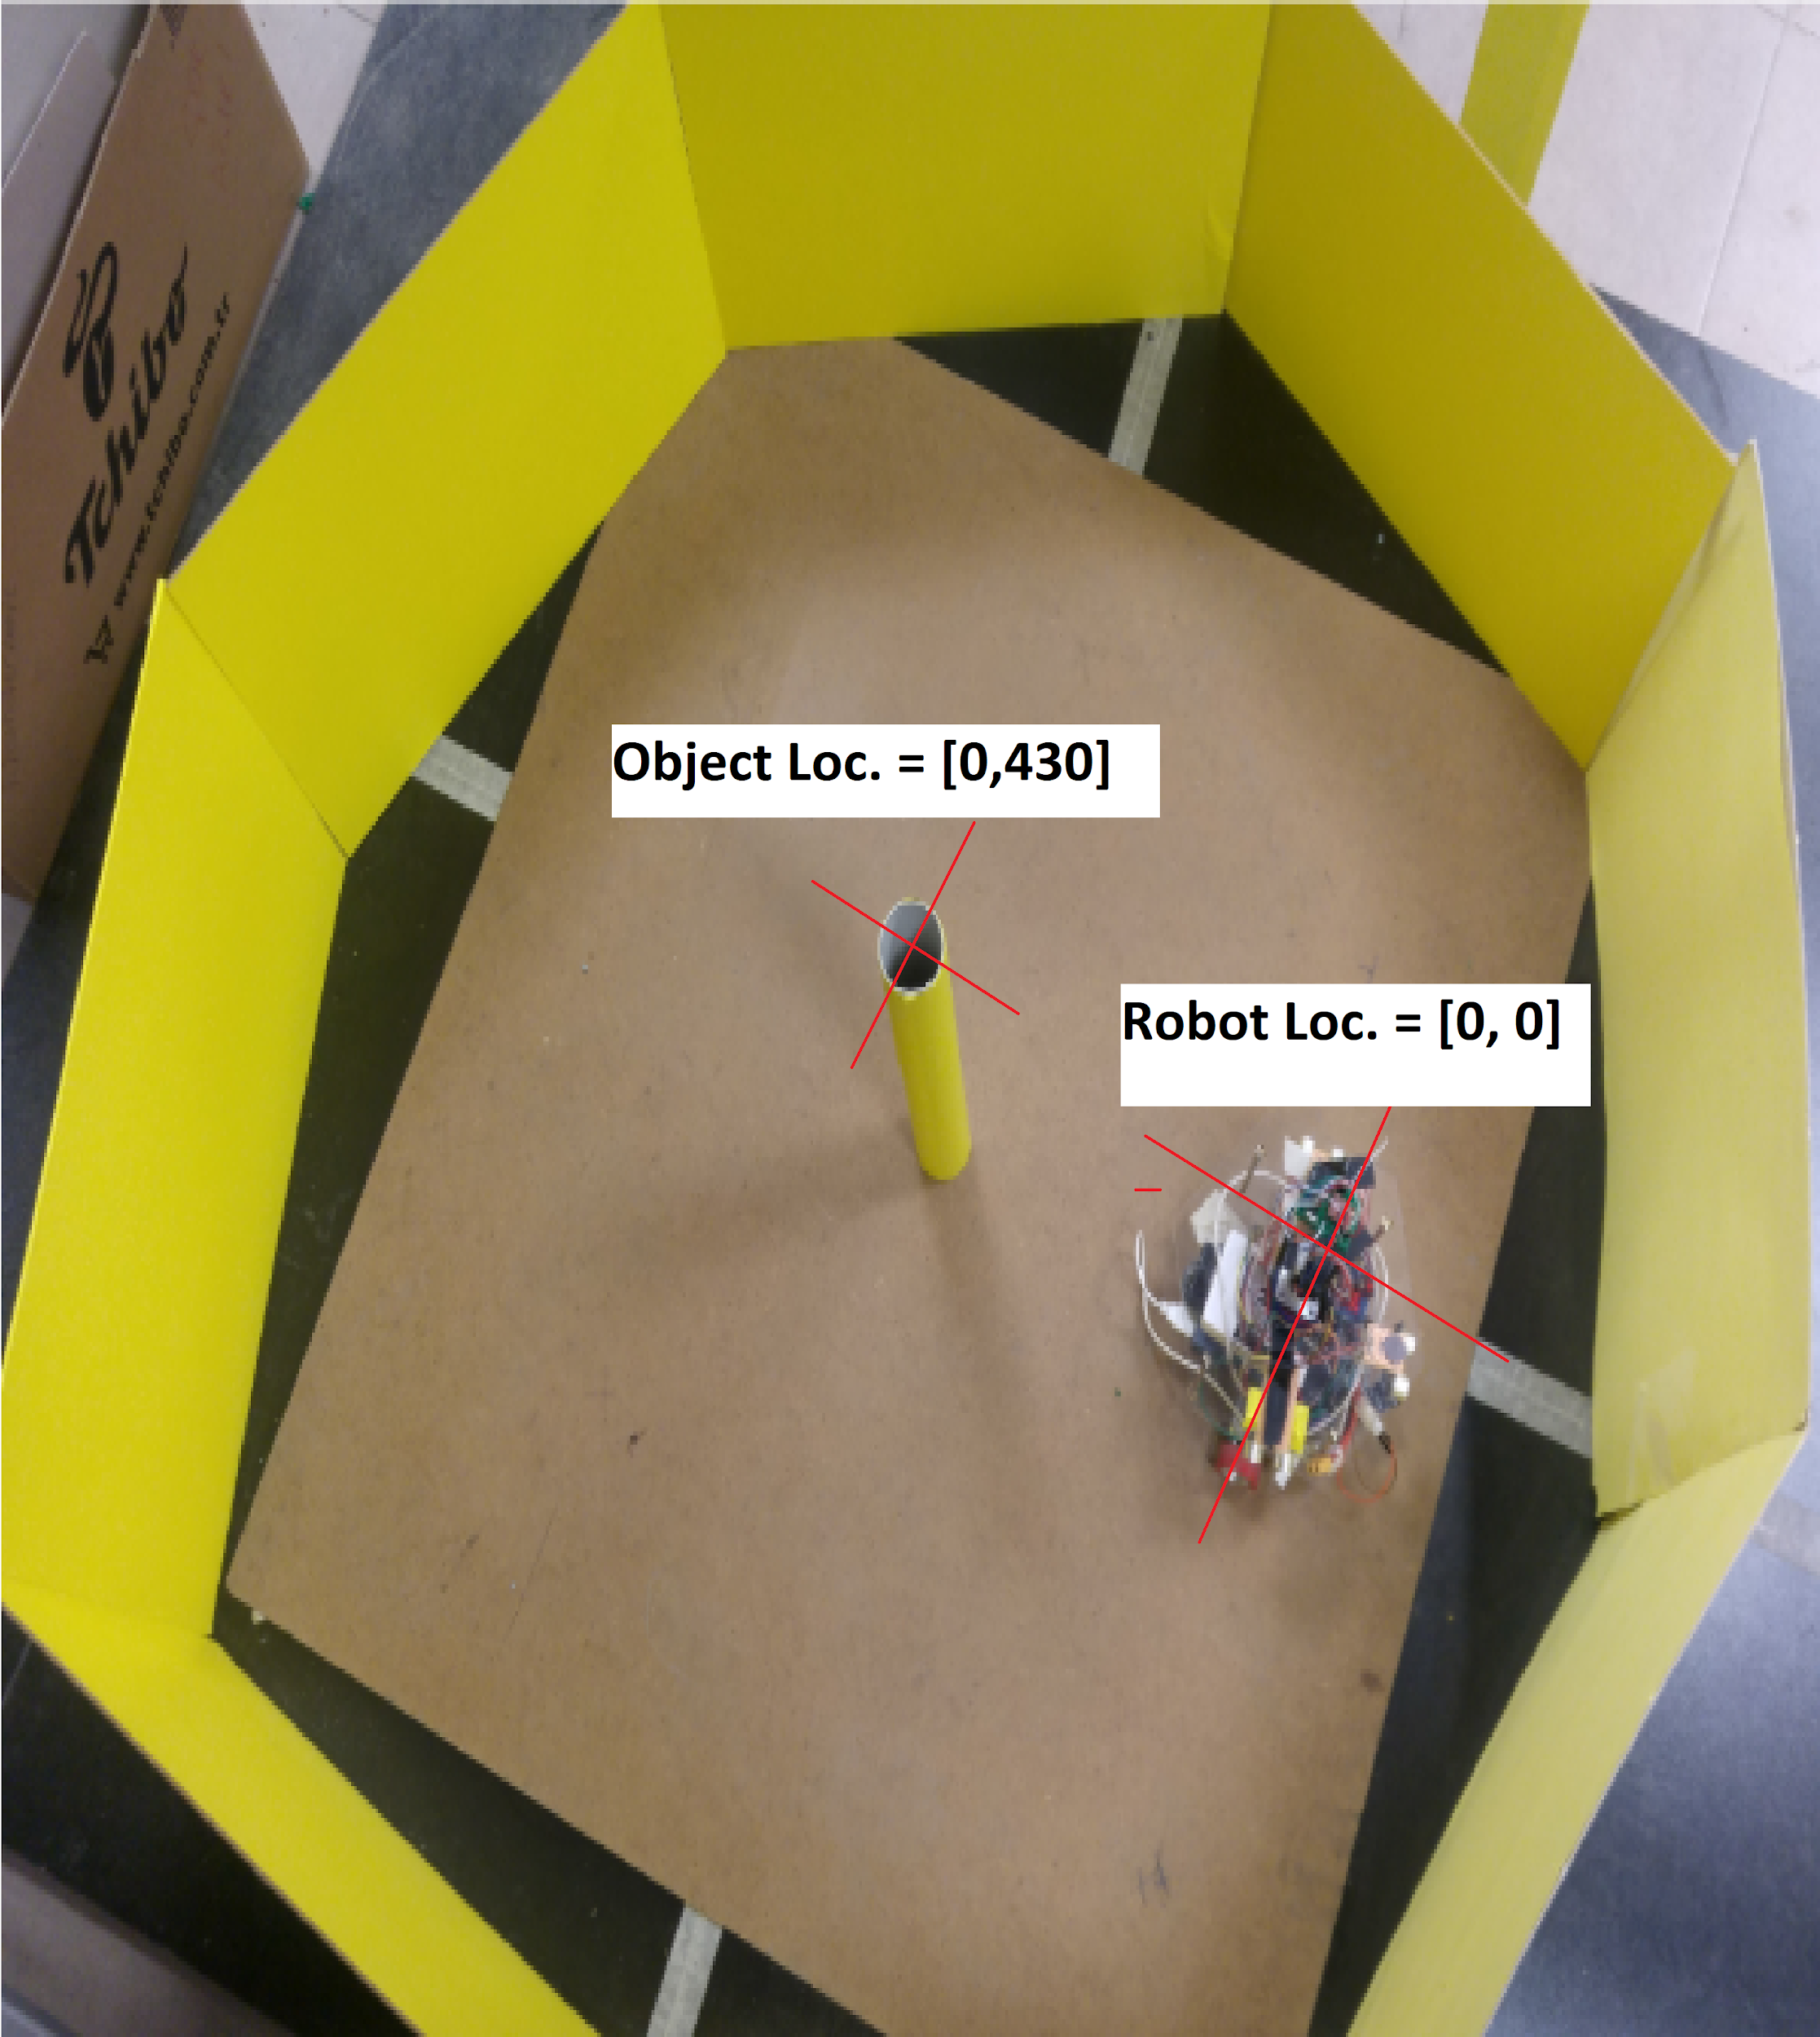 Tchibo
www.tchibo.com.tr
Object Loc. = [0,430]
Robot Loc. = [0, 0]